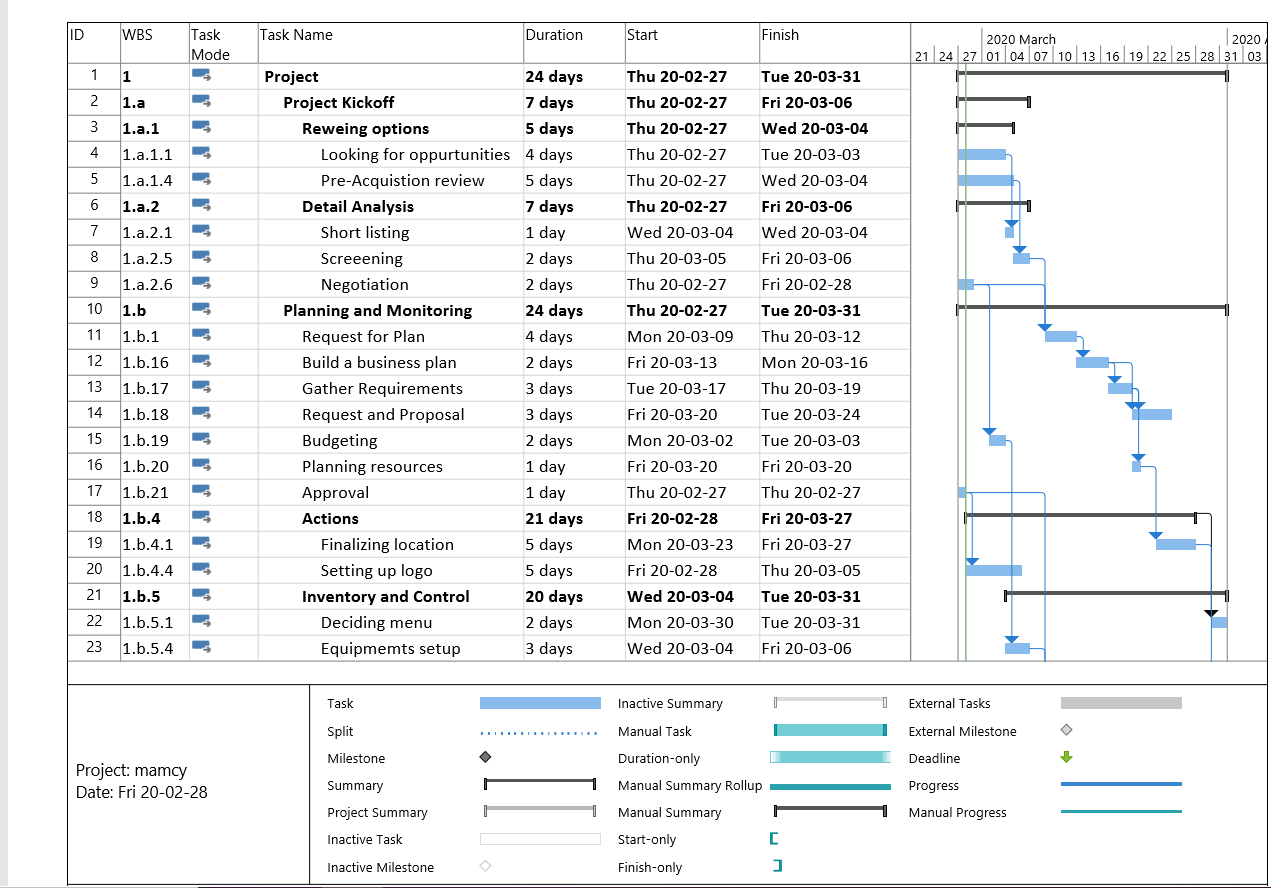 ID WBS Task Mode Task Name Duration Start Finish
2020 March 2020 /
21 24 27 01 04 07 10 13 16 19 22 25 28 31 03
1 1 Project 24 days Thu 20-02-27 Tue 20-03-31
2 1.a Project Kickoff 7 days Thu 20-02-27 Fri 20-03-06
3 1.a.1 Reweing options 5 days Thu 20-02-27 Wed 20-03-04
4 1.a.1.1 Looking for oppurtunities 4 days Thu 20-02-27 Tue 20-03-03
5 1.a.1.4 Pre-Acquistion review 5 days Thu 20-02-27 Wed 20-03-04
6 1.a.2 Detail Analysis 7 days Thu 20-02-27 Fri 20-03-06
7 1.a.2.1 Short listing 1 day Wed 20-03-04 Wed 20-03-04
8 1.a.2.5 Screeening 2 days Thu 20-03-05 Fri 20-03-06
9 1.a.2.6 Negotiation 2 days Thu 20-02-27 Fri 20-02-28
10 1.b Planning and Monitoring 24 days Thu 20-02-27 Tue 20-03-31
11 1.b.1 Request for Plan 4 days Mon 20-03-09 Thu 20-03-12
12 1.b.16 Build a business plan 2 days Fri 20-03-13 Mon 20-03-16
13 1.b.17 Gather Requirements 3 days Tue 20-03-17 Thu 20-03-19
14 1.b.18 Request and Proposal 3 days Fri 20-03-20 Tue 20-03-24
15 1.b.19 Budgeting 2 days Mon 20-03-02 Tue 20-03-03
16 1.b.20 Planning resources 1 day Fri 20-03-20 Fri 20-03-20
17 1.b.21 Approval 1 day Thu 20-02-27 Thu 20-02-27
18 1.b.4 Actions 21 days Fri 20-02-28 Fri 20-03-27
19 1.b.4.1 Finalizing location 5 days Mon 20-03-23 Fri 20-03-27
20 1.b.4.4 Setting up logo 5 days Fri 20-02-28 Thu 20-03-05
21 1.b.5 Inventory and Control 20 days Wed 20-03-04 Tue 20-03-31
22 1.b.5.1 Deciding menu 2 days Mon 20-03-30 Tue 20-03-31
23 1.b.5.4 Equipmemts setup 3 days Wed 20-03-04 Fri 20-03-06
Project: mamcy
Date: Fri 20-02-28
Task Inactive Summary External Tasks
Split Manual Task External Milestone
Milestone Duration-only Deadline
Summary Manual Summary Rollup Progress
Project Summary Manual Summary Manual Progress
Inactive Task Start-only
Inactive Milestone Finish-only